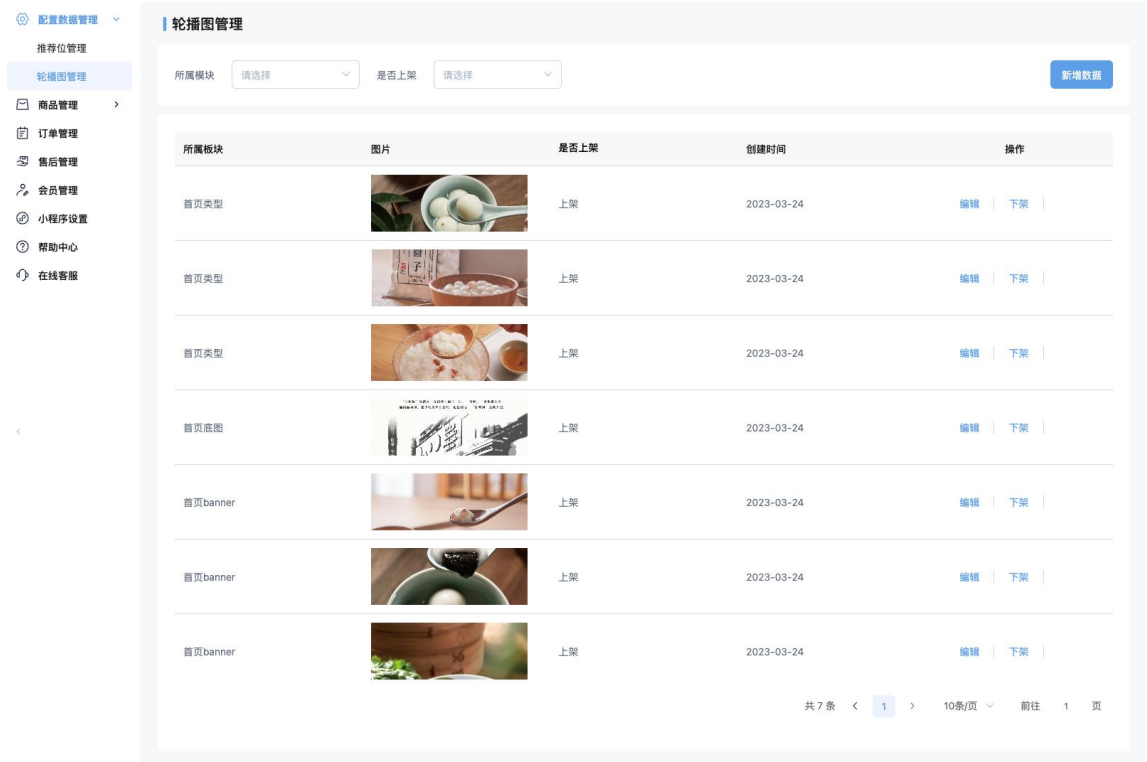 配置数据管理
推荐位管理
轮播图管理
商品管理
订单管理
售后管理
会员管理
小程序设置
帮助中心
在线客服
轮播图管理
所属模块 请选择 是否上架 请选择 新增数据
所属板块 图片 是否上架 创建时间 操作
首页类型 上架 2023-03-24 编辑 下架
首页类型 上架 2023-03-24 编辑 下架
首页类型 上架 2023-03-24 编辑 下架
首页底图 上架 2023-03-24 编辑 下架
首页banner 上架 2023-03-24 编辑 下架
首页banner 上架 2023-03-24 编辑 下架
首页banner 上架 2023-03-24 编辑 下架
共 7 条 1 10条/页 前往 1 页